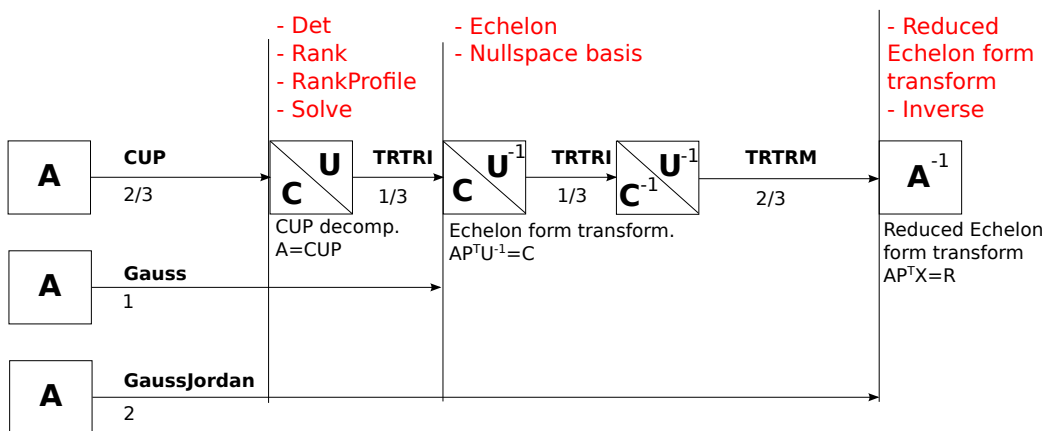 - Det
- Rank
- RankProfile
- Solve
- Echelon
- Nullspace basis
- Reduced
Echelon form
transform
- Inverse
A
CUP
2/3
U
C
TRTRI
1/3
U-1
C
TRTRI
1/3
U-1
C-1
TRTRM
2/3
A-1
CUP decomp.
A=CUP
Echelon form transform.
APTU-1=C
Reduced Echelon
form transform
APTX=R
A
Gauss
1
A
GaussJordan
2